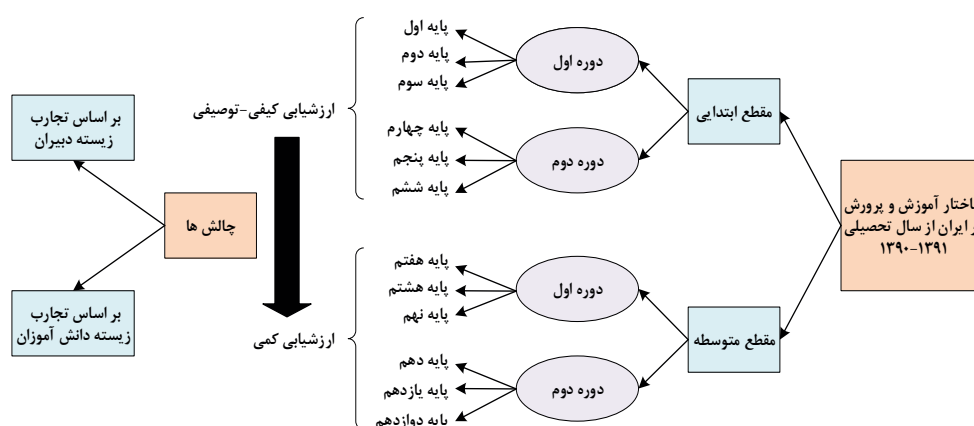 ساختار آموزش و پرورش
در ایران از سال تحصیلی
۱۳۹۰-۱۳۹۱
مقطع ابتدایی
دوره اول
پایه اول
پایه دوم
پایه سوم
دوره دوم
پایه چهارم
پایه پنجم
پایه ششم
ارزشیابی کیفی-توصیفی
مقطع متوسطه
دوره اول
پایه هفتم
پایه هشتم
پایه نهم
دوره دوم
پایه دهم
پایه یازدهم
پایه دوازدهم
ارزشیابی کمی
چالش ها
بر اساس تجارب
زیسته دبیران
بر اساس تجارب
زیسته دانش آموزان